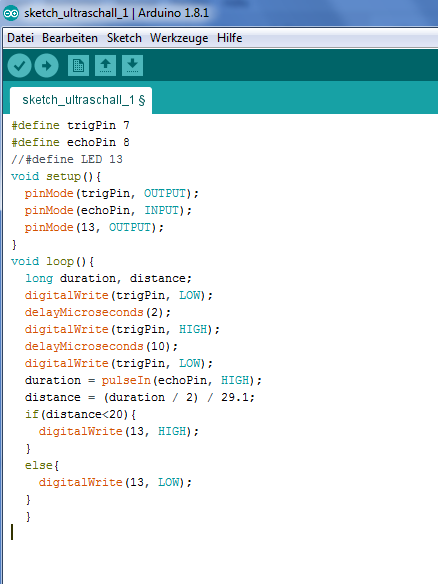 sketch_ultraschall_1 | Arduino 1.8.1
Datei Bearbeiten Sketch Werkzeuge Hilfe
sketch_ultraschall_1 §
#define trigPin 7
#define echoPin 8
//#define LED 13
void setup(){
  pinMode(trigPin, OUTPUT);
  pinMode(echoPin, INPUT);
  pinMode(13, OUTPUT);
}
void loop(){
  long duration, distance;
  digitalWrite(trigPin, LOW);
  delayMicroseconds(2);
  digitalWrite(trigPin, HIGH);
  delayMicroseconds(10);
  digitalWrite(trigPin, LOW);
  duration = pulseIn(echoPin, HIGH);
  distance = (duration / 2) / 29.1;
  if(distance<20){
    digitalWrite(13, HIGH);
  }
  else{
    digitalWrite(13, LOW);
  }
  }